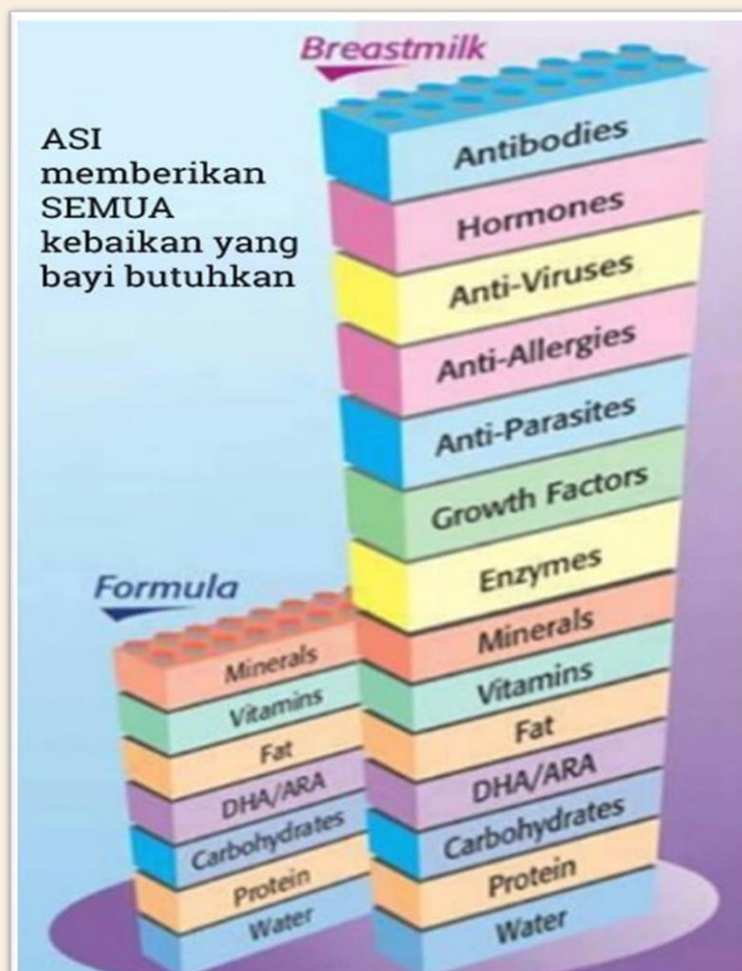 Breastmilk
ASI
memberikan
SEMUA
kebaikan yang
bayi butuhkan
Antibodies
Hormones
Anti-Viruses
Anti-Allergies
Anti-Parasites
Growth Factors
Enzymes
Minerals
Vitamins
Fat
DHA/ARA
Carbohydrates
Protein
Water
Formula
Minerals
Vitamins
Fat
DHA/ARA
Carbohydrates
Protein
Water